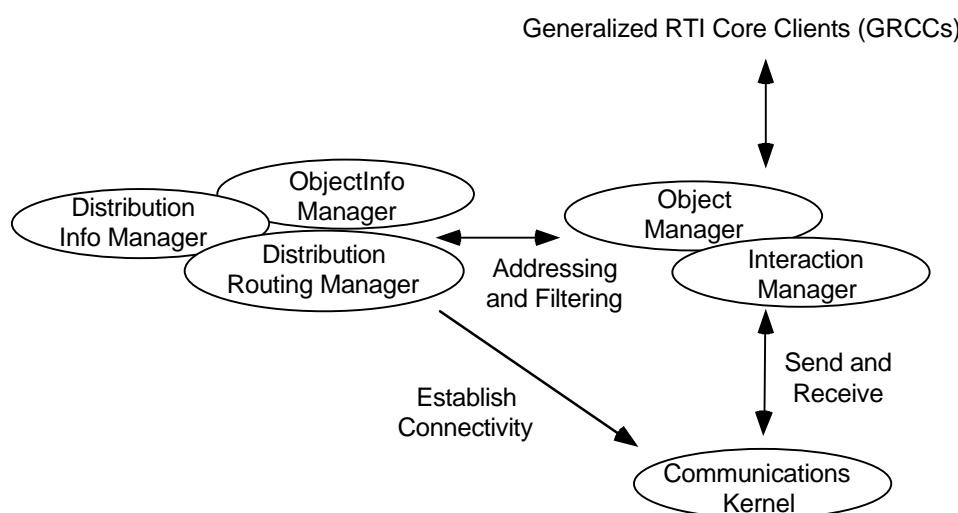 Generalized RTI Core Clients (GRCCs)
ObjectInfo
Manager
Distribution
Info Manager
Distribution
Routing Manager
Addressing
and Filtering
Object
Manager
Interaction
Manager
Send and
Receive
Establish
Connectivity
Communications
Kernel